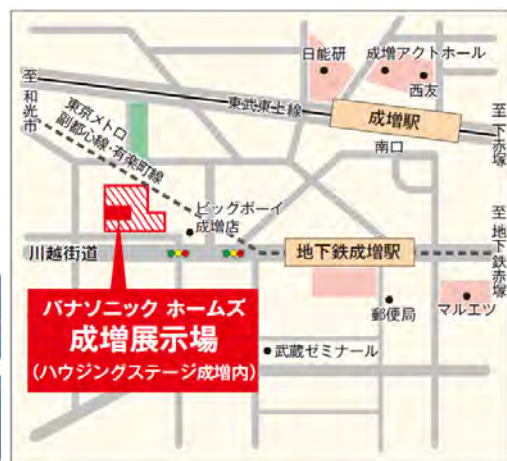 日能研
成増アクトホール
西友
至 和光市
東京メトロ
副都心線・有楽町線
東武東上線
成増駅
南口
至 下赤塚
ビッグボーイ
成増店
川越街道
地下鉄成増駅
至 地下鉄赤塚
パナソニック ホームズ
成増展示場
(ハウジングステージ成増内)
郵便局
マルエツ
武蔵ゼミナール